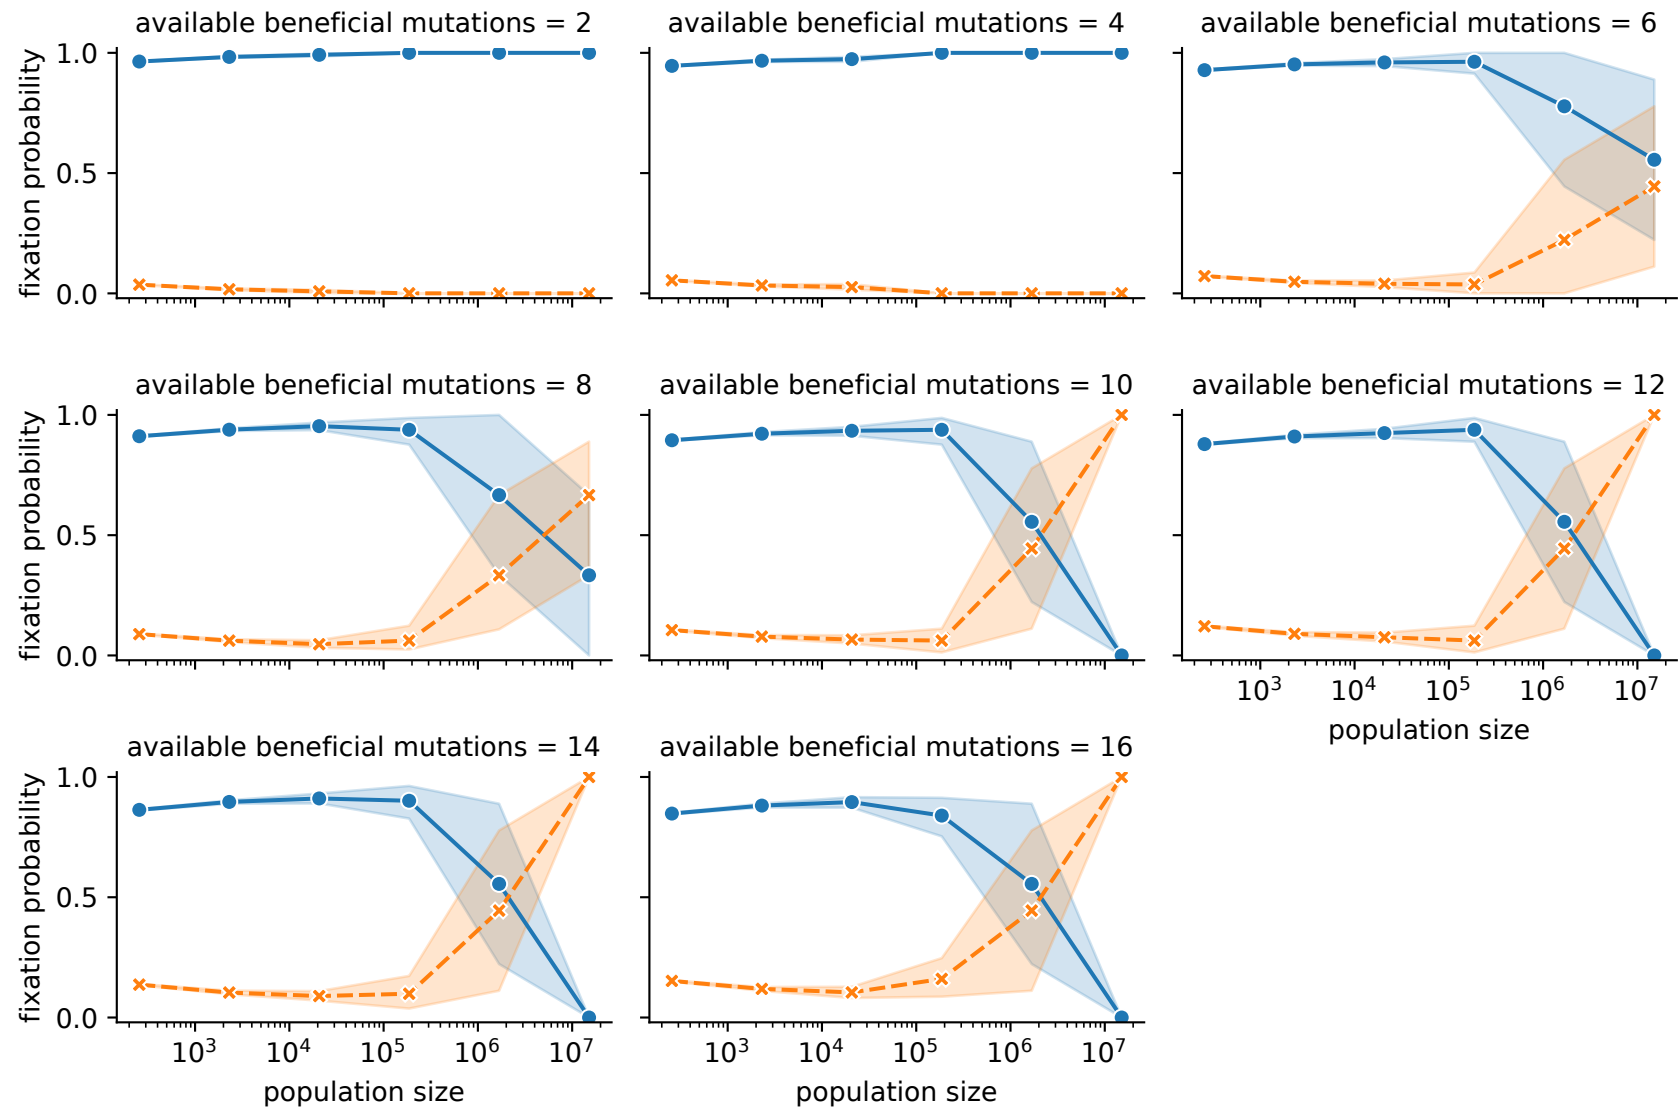 available beneficial mutations = 2
available beneficial mutations = 4
available beneficial mutations = 6
fixation probability
1.0
0.5
0.0
available beneficial mutations = 8
available beneficial mutations = 10
available beneficial mutations = 12
fixation probability
1.0
0.5
0.0
10³ 10⁴ 10⁵ 10⁶ 10⁷
population size
available beneficial mutations = 14
available beneficial mutations = 16
fixation probability
1.0
0.5
0.0
10³ 10⁴ 10⁵ 10⁶ 10⁷
population size
10³ 10⁴ 10⁵ 10⁶ 10⁷
population size